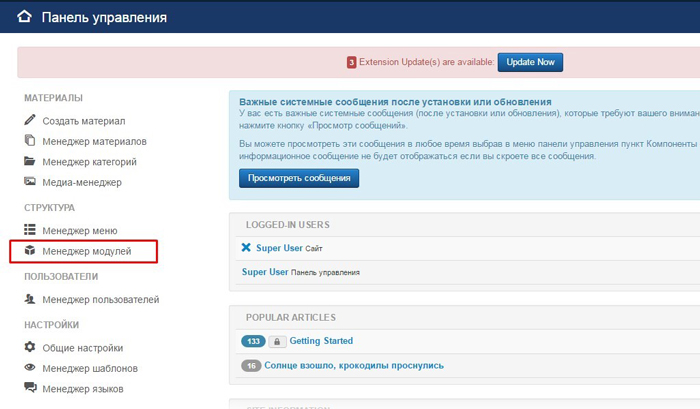 Панель управления
3 Extension Update(s) are available: Update Now
МАТЕРИАЛЫ
Создать материал
Менеджер материалов
Менеджер категорий
Медиа-менеджер
СТРУКТУРА
Менеджер меню
Менеджер модулей
ПОЛЬЗОВАТЕЛИ
Менеджер пользователей
НАСТРОЙКИ
Общие настройки
Менеджер шаблонов
Менеджер языков
Важные системные сообщения после установки или обновления
У вас есть важные системные сообщения (после установки или обновления), которые требуют вашего вниман
нажмите кнопку «Просмотр сообщений».
Вы можете просмотреть эти сообщения в любое время выбрав в меню панели управления пункт Компоненты
информационное сообщение не будет отображаться если вы скроете все сообщения.
Просмотреть сообщения
LOGGED-IN USERS
Super User Сайт
Super User Панель управления
POPULAR ARTICLES
133 Getting Started
16 Солнце взошло, крокодилы проснулись
SITE INFORMATION